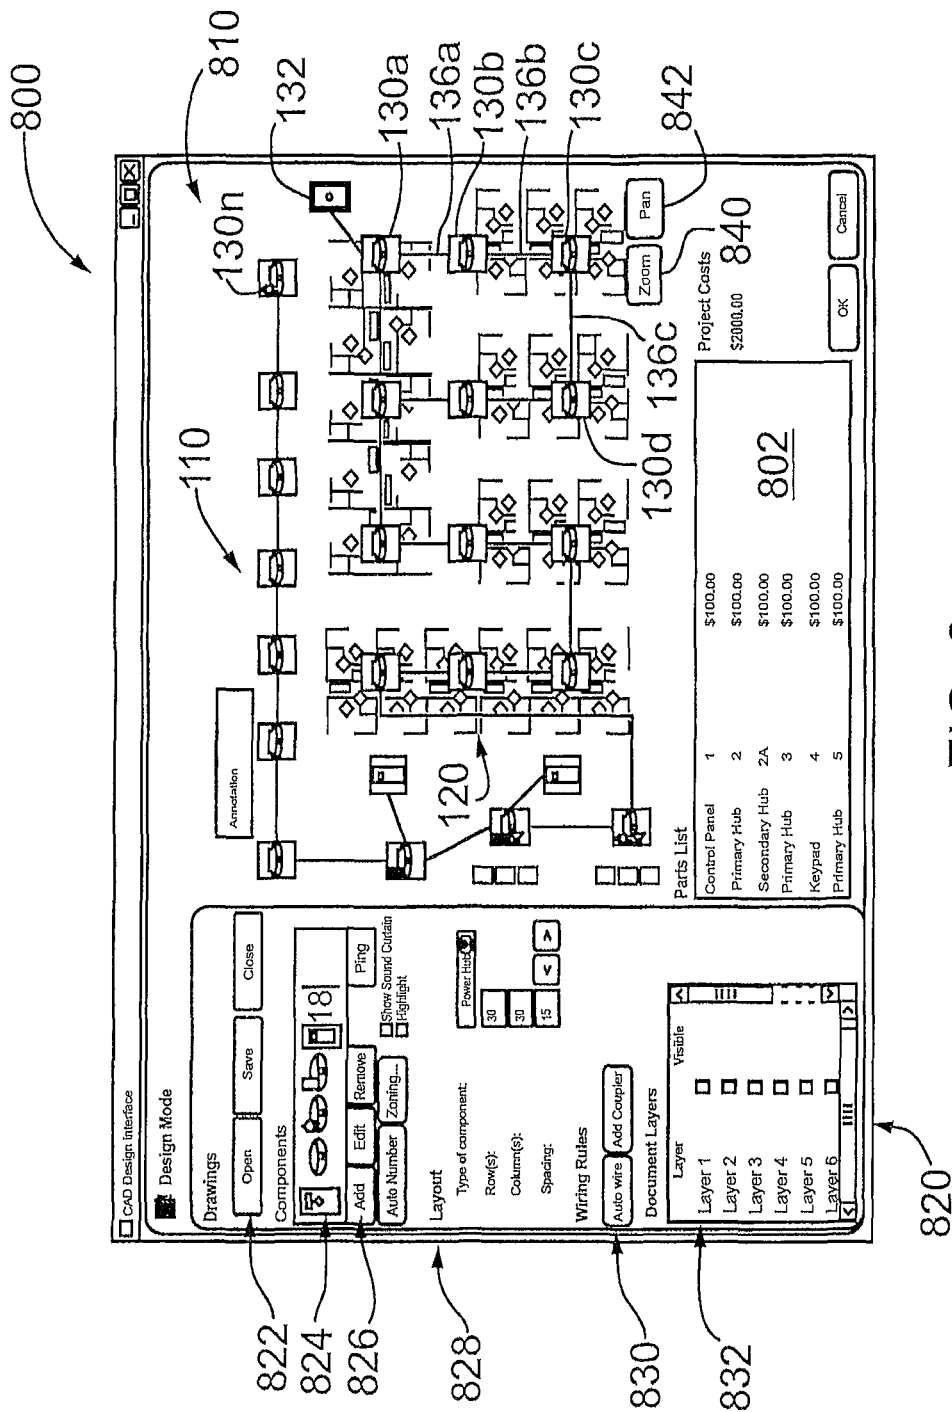 800
CAD Design Interface
Design Mode
Drawings
Open Save Close
Components
18
Add Edit Remove Ping
Auto Number Zoning....
Show Sound Curtain
Highlight
Layout
Type of component: Power Hub
Row(s): 30
Column(s): 30
Spacing: 15
Wiring Rules
Auto wire Add Coupler
Document Layers
Layer Visible
Layer 1
Layer 2
Layer 3
Layer 4
Layer 5
Layer 6
Annotation
110
130n
810
132
130a
136a
130b
136b
130c
842
120
130d
136c
840
Zoom Pan
Parts List
Control Panel 1 $100.00
Primary Hub 2 $100.00
Secondary Hub 2A $100.00
Primary Hub 3 $100.00
Keypad 4 $100.00
Primary Hub 5 $100.00
802
Project Costs
$2000.00
OK Cancel
822
824
826
828
830
832
820